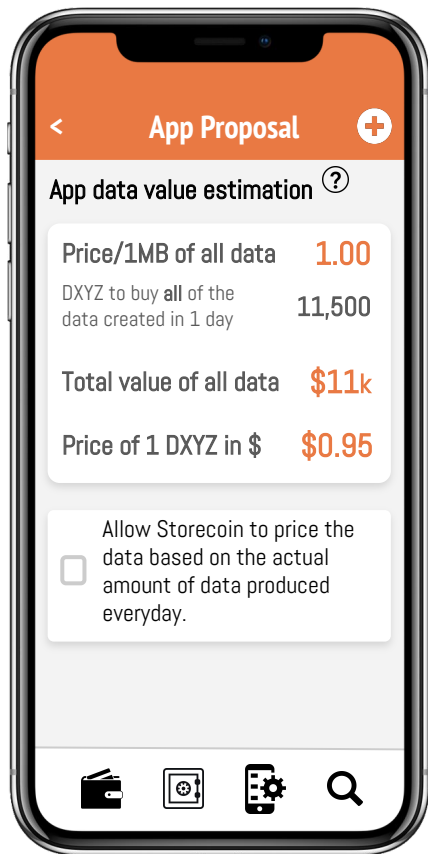 <
App Proposal
App data value estimation ?
Price/1MB of all data 1.00
DXYZ to buy all of the
data created in 1 day
11,500
Total value of all data $11k
Price of 1 DXYZ in $ $0.95
Allow Storecoin to price the
data based on the actual
amount of data produced
everyday.